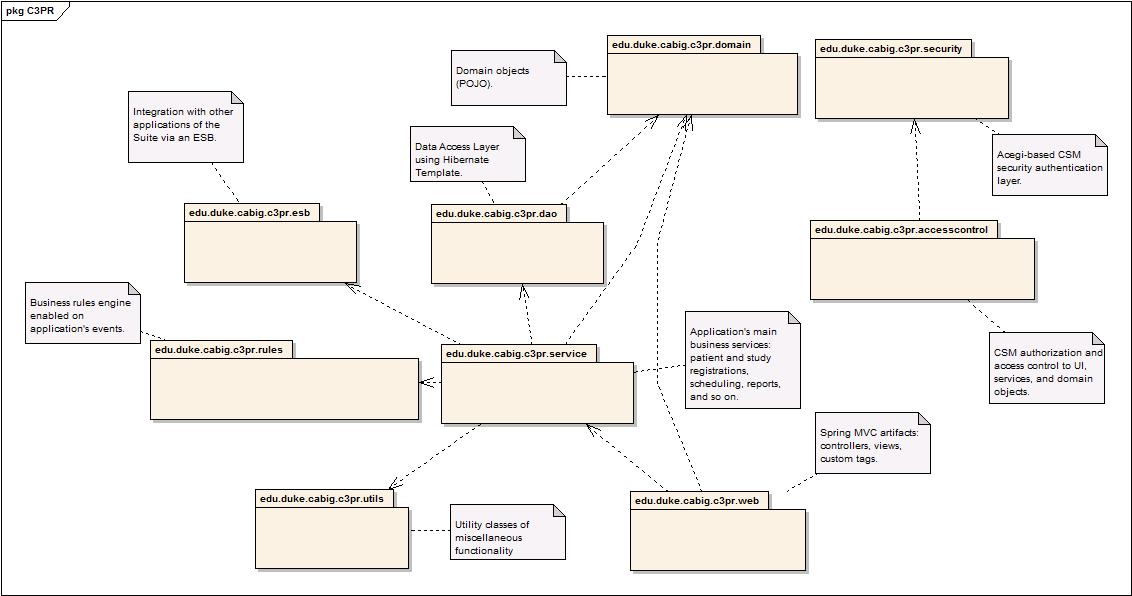 pkg C3PR
edu.duke.cabig.c3pr.domain
edu.duke.cabig.c3pr.security
Domain objects
(POJO).
Integration with other
applications of the
Suite via an ESB.
Data Access Layer
using Hibernate
Template.
Acegi-based CSM
security authentication
layer.
edu.duke.cabig.c3pr.esb
edu.duke.cabig.c3pr.dao
edu.duke.cabig.c3pr.accesscontrol
Business rules engine
enabled on
application's events.
edu.duke.cabig.c3pr.rules
edu.duke.cabig.c3pr.service
Application's main
business services:
patient and study
registrations,
scheduling, reports,
and so on.
CSM authorization and
access control to UI,
services, and domain
objects.
Spring MVC artifacts:
controllers, views,
custom tags.
edu.duke.cabig.c3pr.utils
edu.duke.cabig.c3pr.web
Utility classes of
miscellaneous
functionality